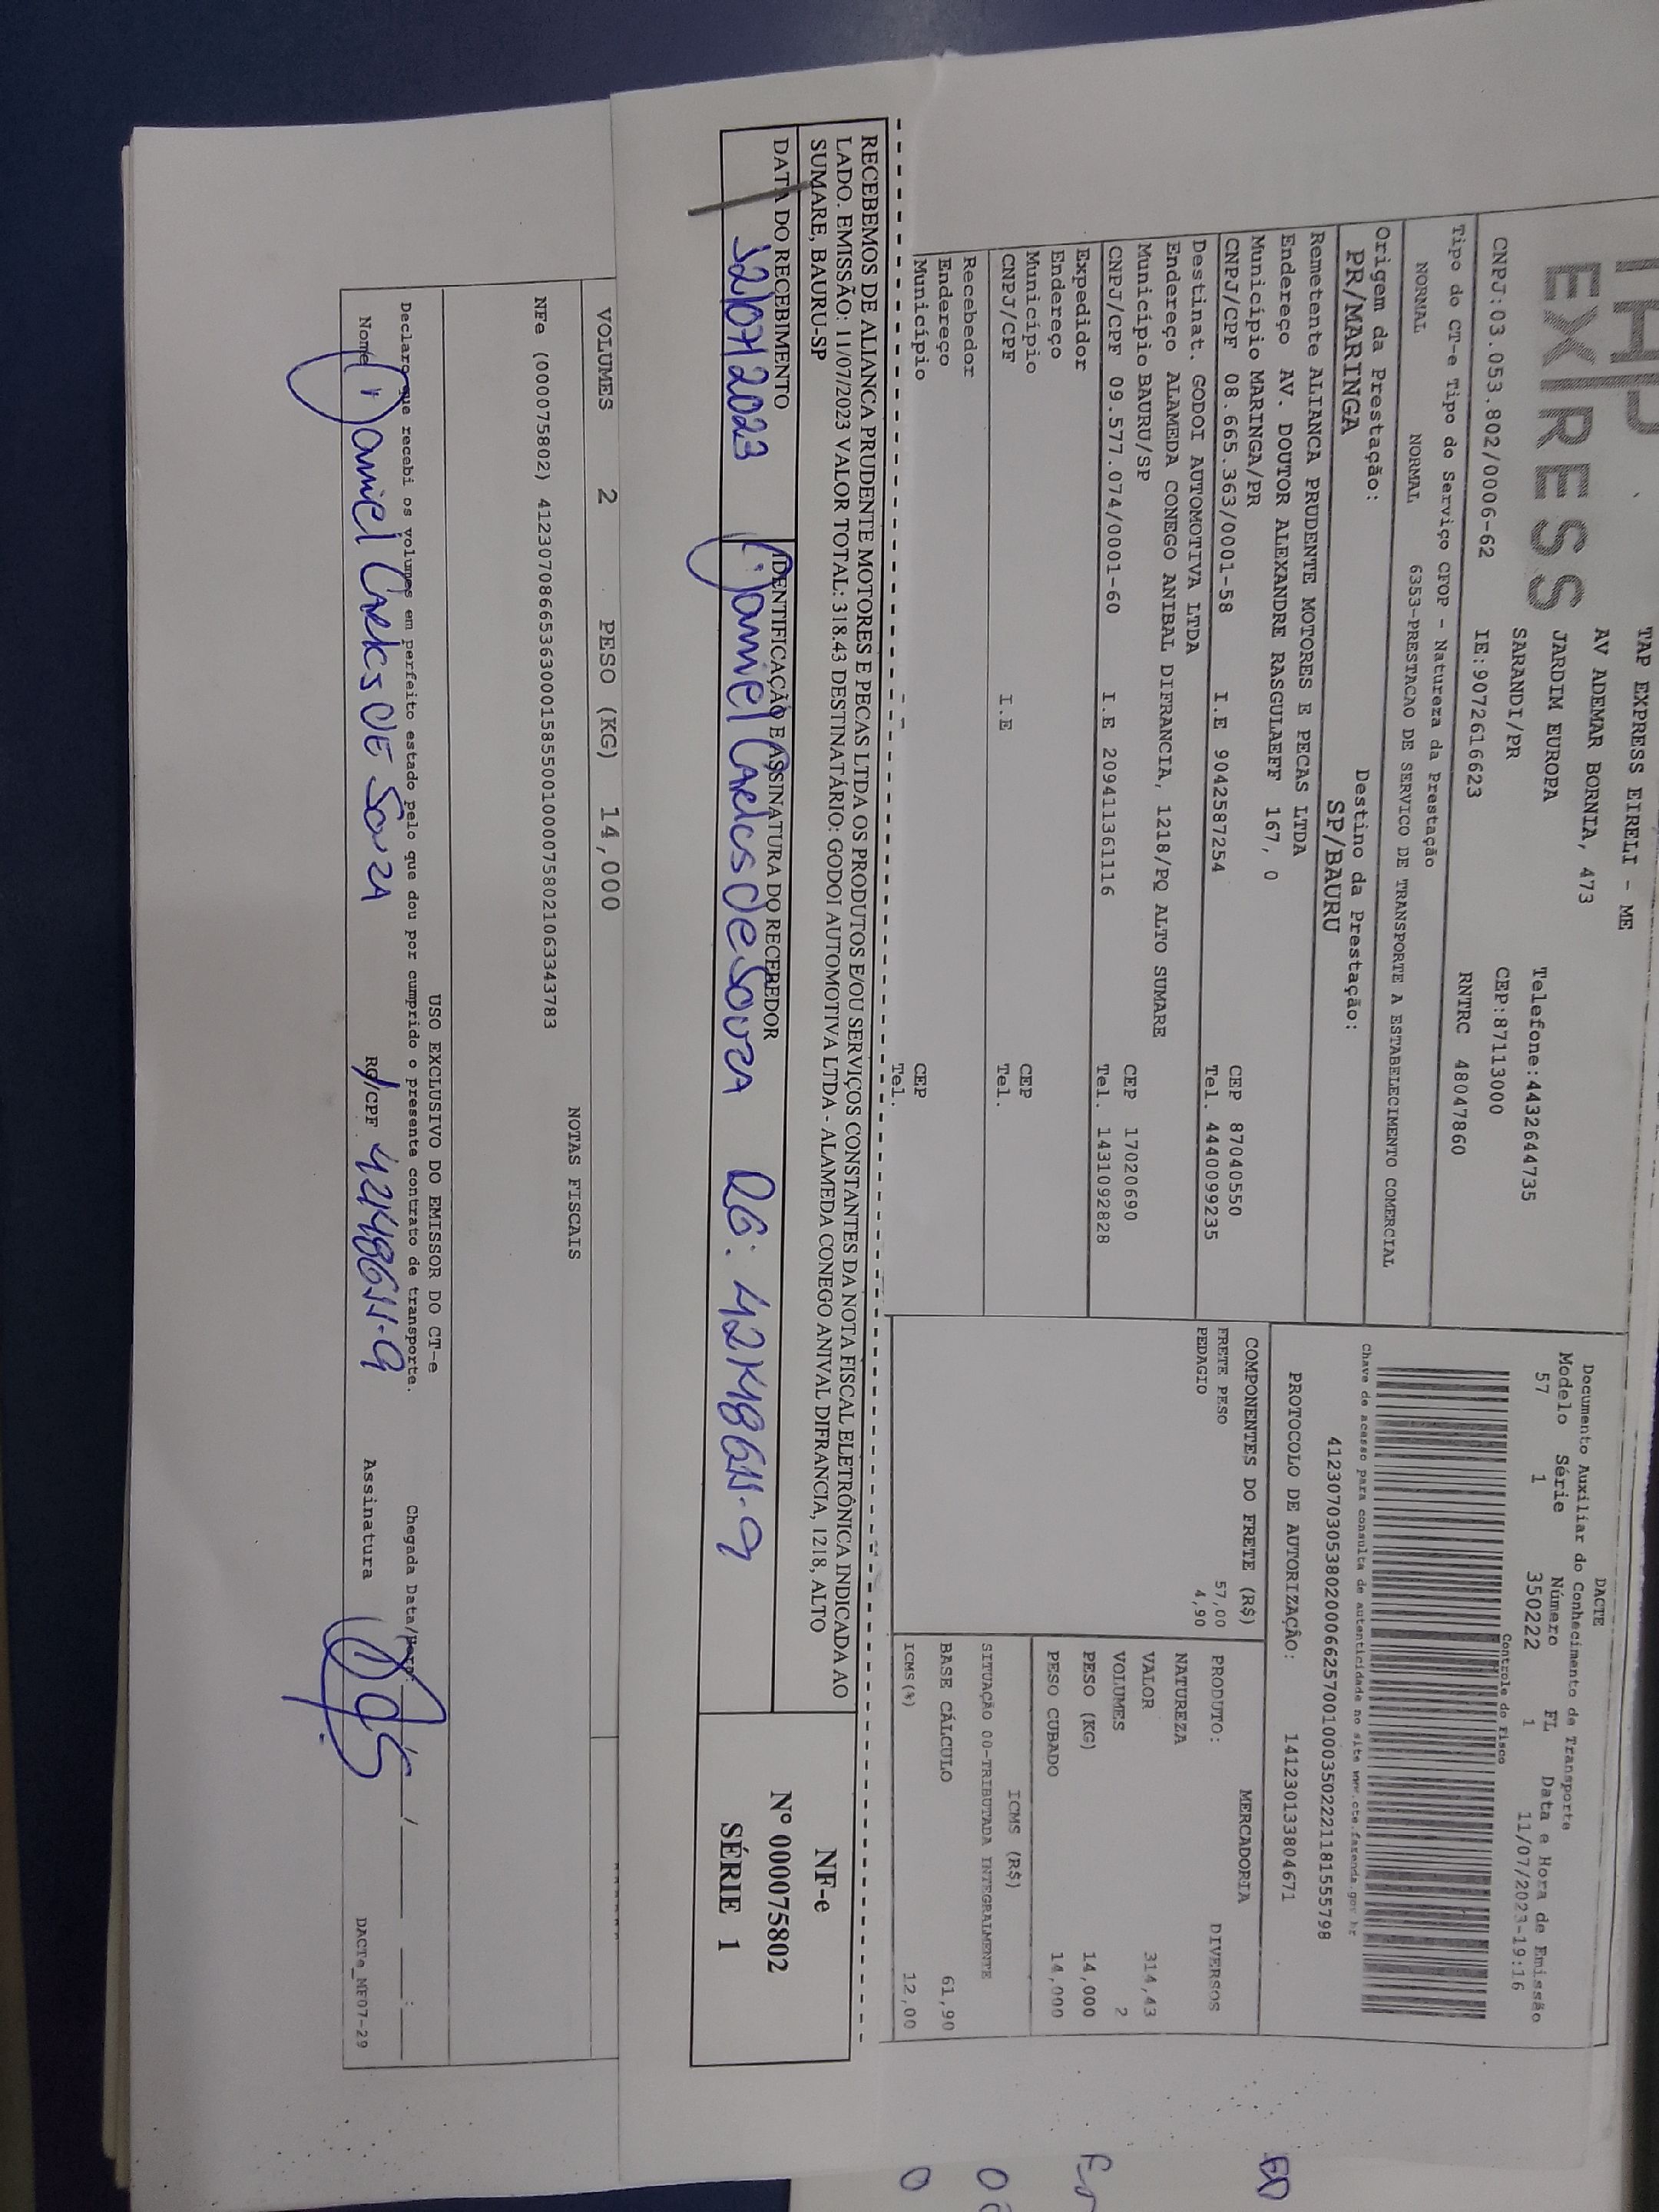 TAP EXPRESS EIRELI - ME
AV ADEMAR BORNIA, 473
EXPRESS
JARDIM EUROPA
Telefone:4432644735
SARANDI/PR
CEP:87113000
CNPJ:03.053.802/0006-62 IE:9072616623
RNTRC 48047860
Tipo do CT-e Tipo do Serviço CFOP - Natureza da Prestação
NORMAL NORMAL 6353-PRESTACAO DE SERVICO DE TRANSPORTE A ESTABELECIMENTO COMERCIAL
Origem da Prestação: Destino da Prestação:
PR/MARINGA SP/BAURU
Remetente ALIANCA PRUDENTE MOTORES E PECAS LTDA
Endereço AV. DOUTOR ALEXANDRE RASGULAEFF 167, 0
Município MARINGA/PR CEP 87040550
CNPJ/CPF 08.665.363/0001-58 I.E 9042587254 Tel. 4440099235
Destinat. GODOI AUTOMOTIVA LTDA
Endereço ALAMEDA CONEGO ANIBAL DIFRANCIA, 1218/PQ ALTO SUMARE
Município BAURU/SP CEP 17020690
CNPJ/CPF 09.577.074/0001-60 I.E 209411361116 Tel. 1431092828
Expedidor
Endereço
Município CEP
CNPJ/CPF I.E Tel.
Recebedor
Endereço
Município CEP
Tel.
DACTE
Documento Auxiliar do Conhecimento de Transporte
Modelo Série Número FL Data e Hora de Emissão
57 1 350222 1 11/07/2023-19:16
Controle do Fisco
Chave de acesso para consulta de autenticidade no site www.cte.fazenda.gov.br
41230703053802000662570010003502221181555798
PROTOCOLO DE AUTORIZAÇÃO: 141230133804671
COMPONENTES DO FRETE (R$)
FRETE PESO 57,00
PEDAGIO 4,90
MERCADORIA
PRODUTO: DIVERSOS
NATUREZA
VALOR 314,43
VOLUMES 2
PESO (KG) 14,000
PESO CUBADO 14,000
ICMS (R$)
SITUAÇÃO 00-TRIBUTADA INTEGRALMENTE
BASE CÁLCULO 61,90
ICMS(%) 12,00
RECEBEMOS DE ALIANCA PRUDENTE MOTORES E PECAS LTDA OS PRODUTOS E/OU SERVIÇOS CONSTANTES DA NOTA FISCAL ELETRÔNICA INDICADA AO
LADO. EMISSÃO: 11/07/2023 VALOR TOTAL: 318.43 DESTINATÁRIO: GODOI AUTOMOTIVA LTDA - ALAMEDA CONEGO ANIVAL DIFRANCIA, 1218, ALTO
SUMARE, BAURU-SP
DATA DO RECEBIMENTO IDENTIFICAÇÃO E ASSINATURA DO RECEBEDOR
12/07/2023 Daniel Carlos de Souza RG:
NF-e
Nº 000075802
SÉRIE 1
VOLUMES 2 PESO (KG) 14,000
NOTAS FISCAIS
NFe (000075802) 41230708665363000158550010000758021063343783
USO EXCLUSIVO DO EMISSOR DO CT-e
Declaro que recebi os volumes em perfeito estado pelo que dou por cumprido o presente contrato de transporte. Chegada Data/Hora:
Nome Daniel Carlos de Souza RG/CPF Assinatura
DACTe_MF07-29